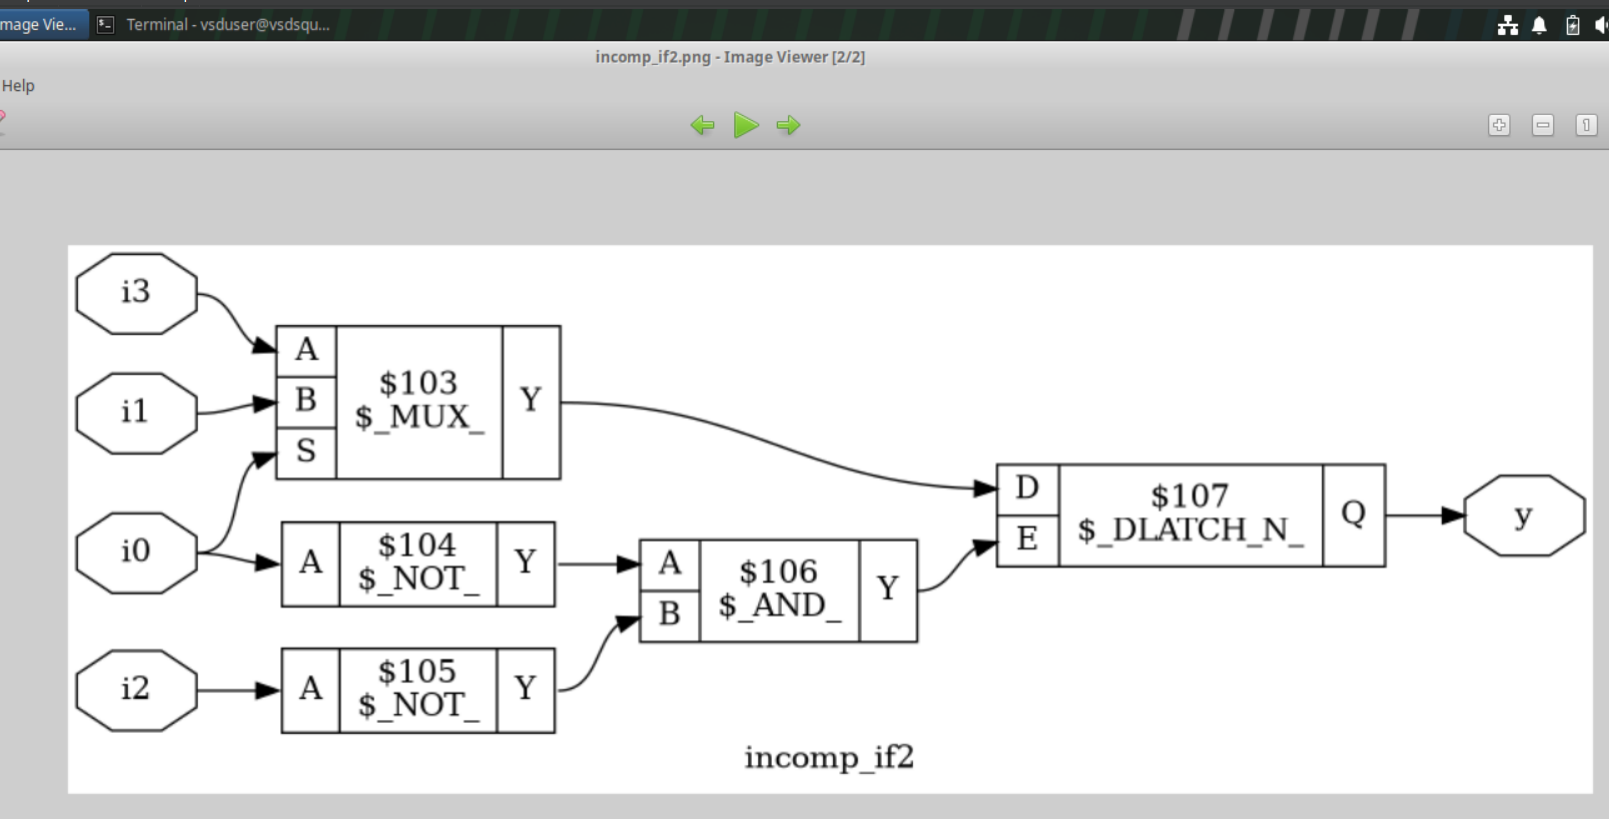 mage Vie...
Terminal - vsduser@vsdsqu...
incomp_if2.png - Image Viewer [2/2]
Help
1
i3
i1
i0
i2
A
B
S
$103
$_MUX_
Y
A
$104
$_NOT_
Y
A
$105
$_NOT_
Y
A
B
$106
$_AND_
Y
D
E
$107
$_DLATCH_N_
Q
y
incomp_if2